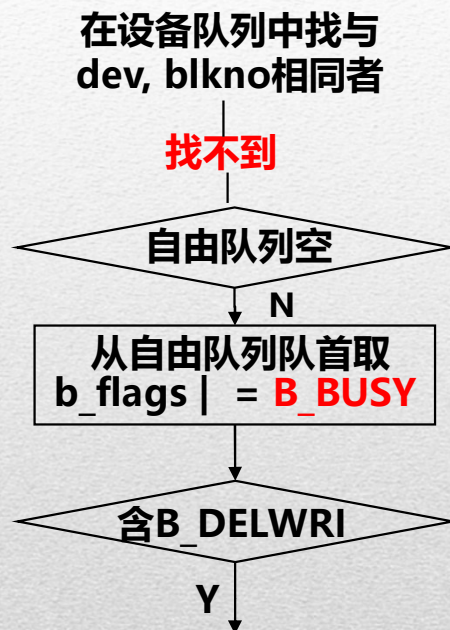 在设备队列中找与
dev, blkno相同者
找不到
自由队列空
N
从自由队列队首取
b_flags | = B_BUSY
含B_DELWRI
Y